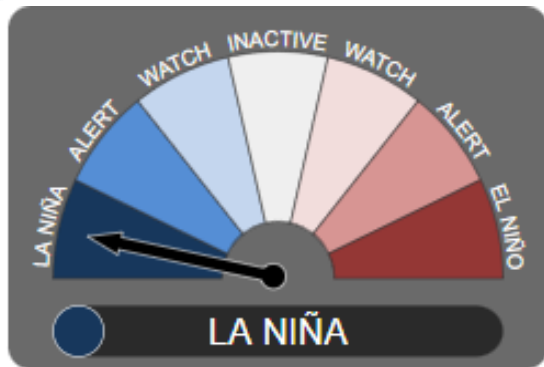 LA NIÑA
ALERT
WATCH
INACTIVE
WATCH
ALERT
EL NIÑO
LA NIÑA